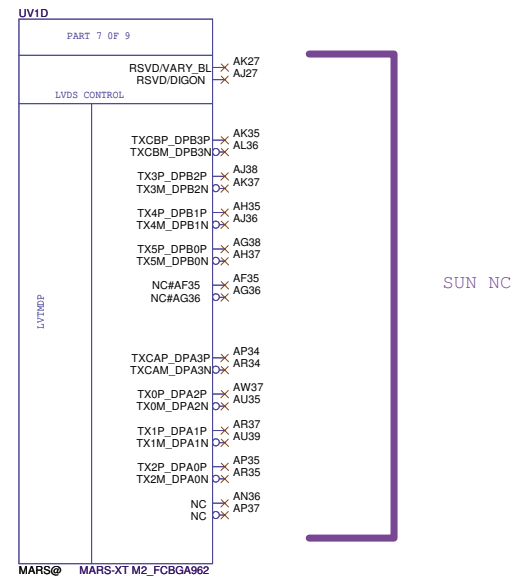 UV1D
PART 7 0F 9
RSVD/VARY_BL AK27
RSVD/DIGON AJ27
LVDS CONTROL
TXCBP_DPB3P AK35
TXCBM_DPB3N AL36
TX3P_DPB2P AJ38
TX3M_DPB2N AK37
TX4P_DPB1P AH35
TX4M_DPB1N AJ36
TX5P_DPB0P AG38
TX5M_DPB0N AH37
NC#AF35 AF35
NC#AG36 AG36
SUN NC
LVTMDP
TXCAP_DPA3P AP34
TXCAM_DPA3N AR34
TX0P_DPA2P AW37
TX0M_DPA2N AU35
TX1P_DPA1P AR37
TX1M_DPA1N AU39
TX2P_DPA0P AP35
TX2M_DPA0N AR35
NC AN36
NC AP37
MARS@ MARS-XT M2_FCBGA962